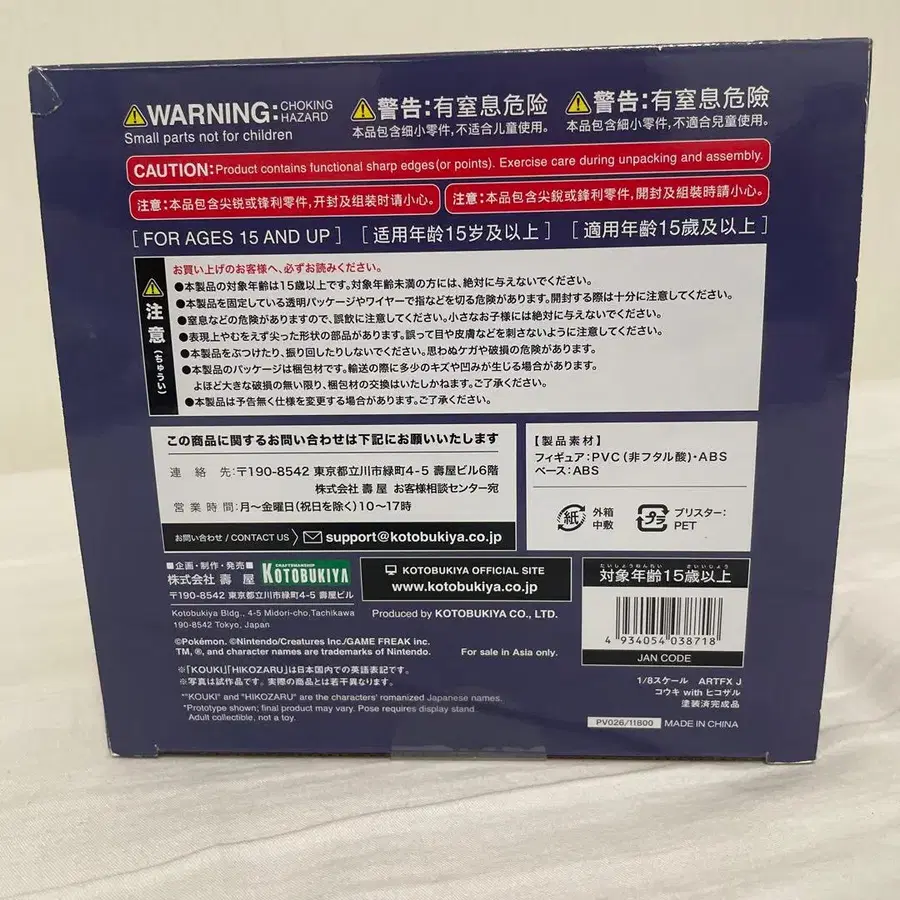 ⚠WARNING: CHOKING HAZARD
Small parts not for children
⚠警告:有窒息危险
本品包含细小零件,不适合儿童使用。
⚠警告:有窒息危險
本品包含細小零件,不適合兒童使用。
CAUTION: Product contains functional sharp edges(or points). Exercise care during unpacking and assembly.
注意:本品包含尖锐或锋利零件,开封及组装时请小心。
注意:本品包含尖銳或鋒利零件,開封及組裝時請小心。
[ FOR AGES 15 AND UP ] [ 适用年龄15岁及以上 ] [ 適用年齡15歲及以上 ]
⚠注意(ちゅうい)
お買い上げのお客様へ、必ずお読みください。
●本製品の対象年齢は15歳以上です。対象年齢未満の方には、絶対に与えないでください。
●本製品を固定している透明パッケージやワイヤーで指などを切る危険があります。開封する際は十分に注意してください。
●窒息などの危険がありますので、誤飲に注意してください。小さなお子様には絶対に与えないでください。
●表現上やむをえず尖った形状の部品があります。誤って目や皮膚などを刺さないように注意してください。
●本製品をぶつけたり、振り回したりしないでください。思わぬケガや破損の危険があります。
●本製品のパッケージは梱包材です。輸送の際に多少のキズや凹みが生じる場合があります。
よほど大きな破損の無い限り、梱包材の交換はいたしかねます。ご了承ください。
●本製品は予告無く仕様を変更する場合があります。ご了承ください。
この商品に関するお問い合わせは下記にお願いいたします
連絡先:〒190-8542 東京都立川市緑町4-5 壽屋ビル6階
株式会社 壽屋 お客様相談センター宛
営業時間:月〜金曜日(祝日を除く)10〜17時
お問い合わせ / CONTACT US support@kotobukiya.co.jp
【製品素材】
フィギュア:PVC(非フタル酸)・ABS
ベース:ABS
紙 外箱 中敷
プラ ブリスター: PET
■企画・制作・発売■
株式会社 壽屋
CRAFTSMANSHIP
KOTOBUKIYA
〒190-8542 東京都立川市緑町4-5 壽屋ビル
Kotobukiya Bldg., 4-5 Midori-cho,Tachikawa
190-8542 Tokyo, Japan
KOTOBUKIYA OFFICIAL SITE
www.kotobukiya.co.jp
Produced by KOTOBUKIYA CO., LTD.
たいしょうねんれい さいいじょう
対象年齢15歳以上
4 934054 038718
JAN CODE
©Pokémon. ©Nintendo/Creatures Inc./GAME FREAK inc.
TM, ®, and character names are trademarks of Nintendo.
For sale in Asia only.
※「KOUKI」「HIKOZARU」は日本国内での英語表記です。
※写真は試作品です。実際の商品とは若干異なります。
*"KOUKI" and "HIKOZARU" are the characters' romanized Japanese names.
*Prototype shown; final product may vary. Pose requires display stand.
Adult collectible, not a toy.
1/8スケール ARTFX J
コウキ with ヒコザル
塗装済完成品
PV026/11800 MADE IN CHINA